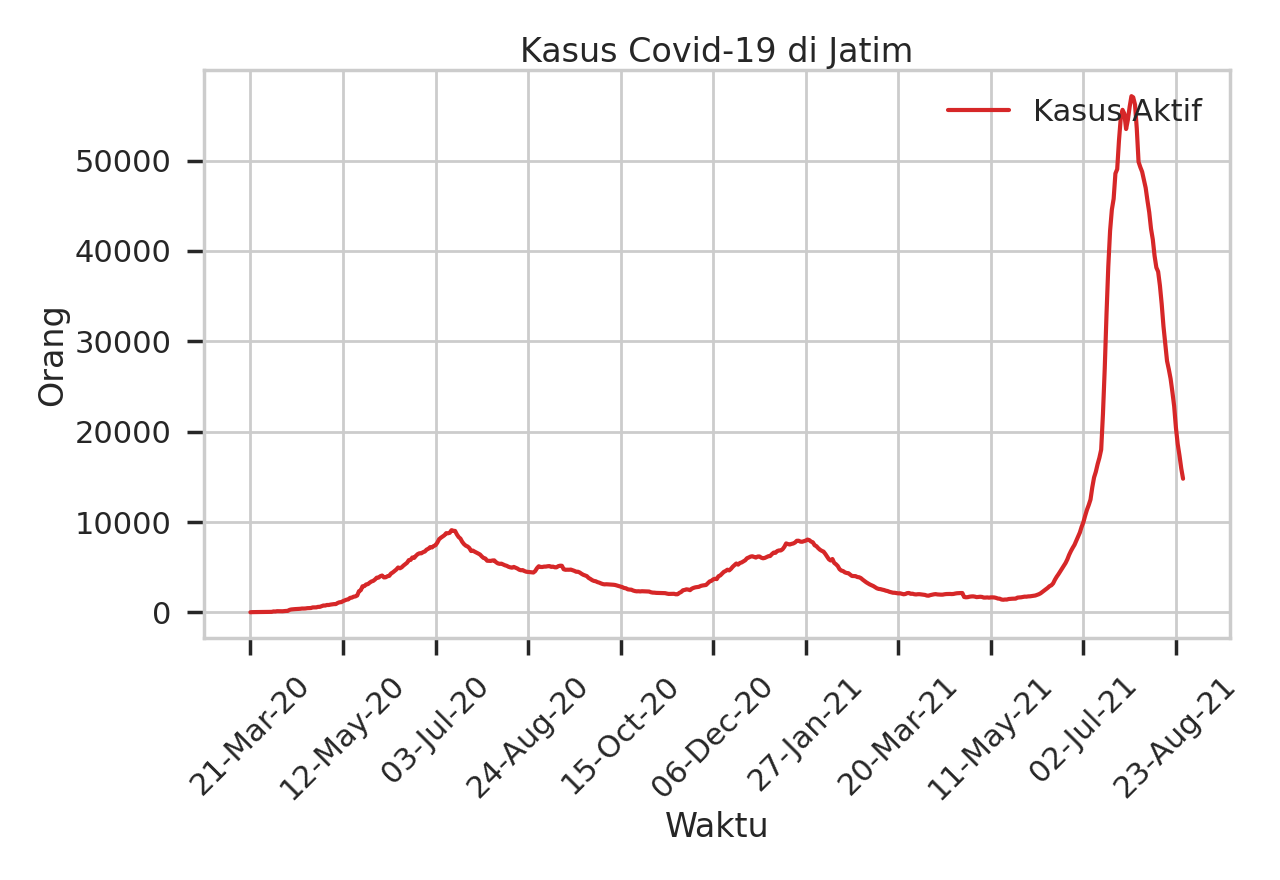 Kasus Covid-19 di Jatim
Kasus Aktif
50000
40000
30000
20000
10000
0
Orang
21-Mar-20
12-May-20
03-Jul-20
24-Aug-20
15-Oct-20
06-Dec-20
27-Jan-21
20-Mar-21
11-May-21
02-Jul-21
23-Aug-21
Waktu